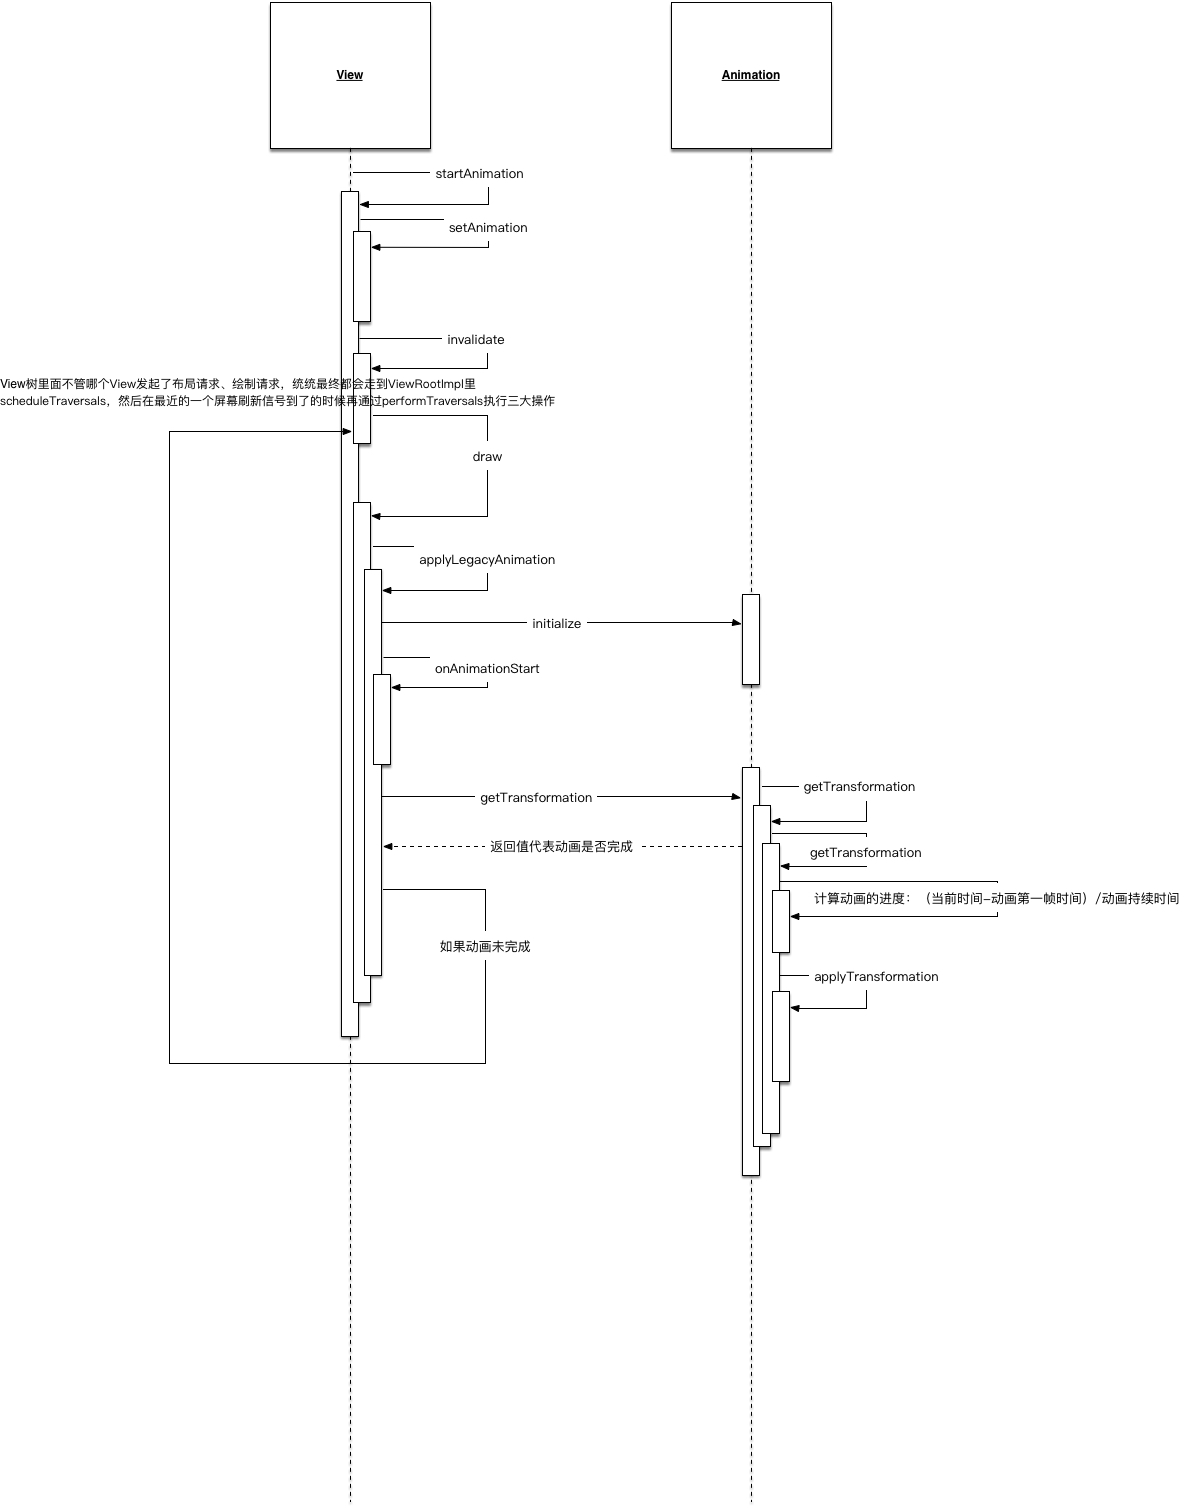 View
Animation
startAnimation
setAnimation
invalidate
View树里面不管哪个View发起了布局请求、绘制请求，统统最终都会走到ViewRootImpl里
scheduleTraversals，然后在最近的一个屏幕刷新信号到了的时候再通过performTraversals执行三大操作
draw
applyLegacyAnimation
initialize
onAnimationStart
getTransformation
getTransformation
返回值代表动画是否完成
getTransformation
计算动画的进度：（当前时间-动画第一帧时间）/动画持续时间
如果动画未完成
applyTransformation